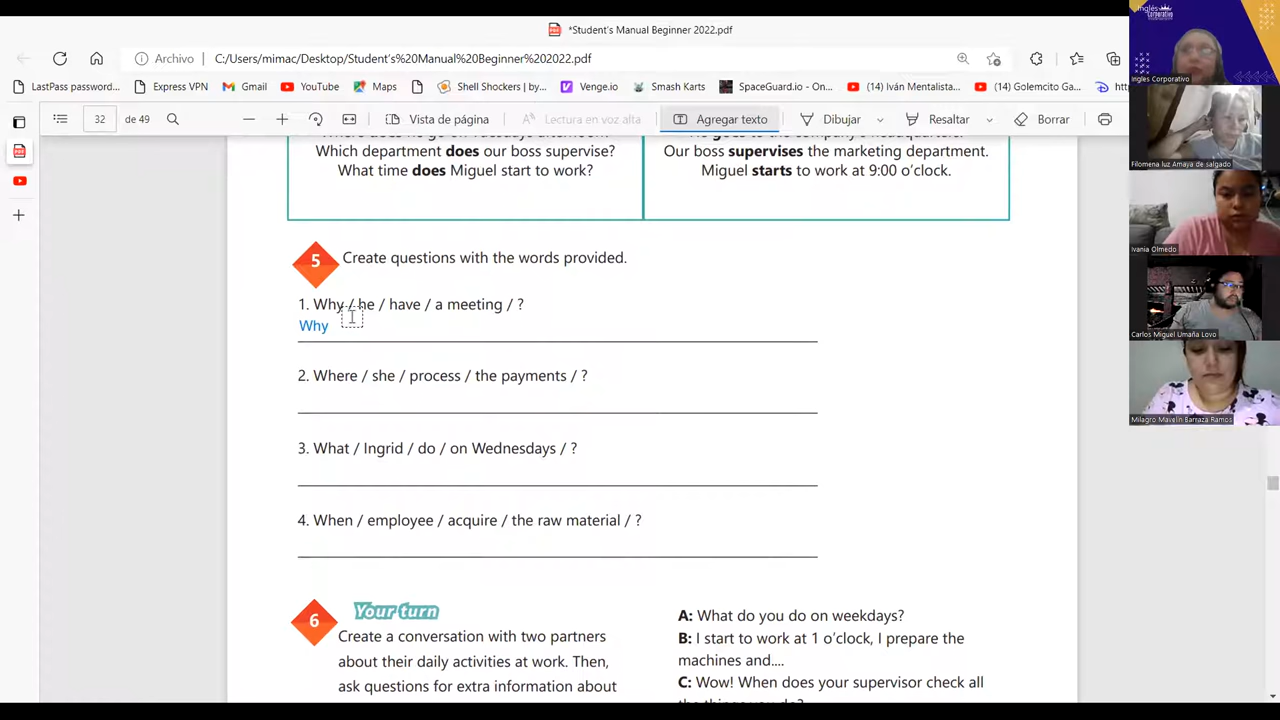 *Student's Manual Beginner 2022.pdf
Archivo C:/Users/mimac/Desktop/Student's%20Manual%20Beginner%202022.pdf
LastPass password... Express VPN Gmail YouTube Maps Shell Shockers | by... Venge.io Smash Karts SpaceGuard.io - On... (14) Iván Mentalista... (14) Golemcito Ga...
32 de 49 Vista de página Leer en voz alta Agregar texto Dibujar Resaltar Borrar
Which department does our boss supervise?
What time does Miguel start to work?
Our boss supervises the marketing department.
Miguel starts to work at 9:00 o'clock.
5 Create questions with the words provided.
1. Why / he / have / a meeting / ?
Why
2. Where / she / process / the payments / ?
3. What / Ingrid / do / on Wednesdays / ?
4. When / employee / acquire / the raw material / ?
6 Your turn
Create a conversation with two partners
about their daily activities at work. Then,
ask questions for extra information about
A: What do you do on weekdays?
B: I start to work at 1 o'clock, I prepare the
machines and....
C: Wow! When does your supervisor check all
Inglés Corporativo
Inglés Corporativo
Filomena luz Amaya de salgado
Ivania Olmedo
Carlos Miguel Umaña Lovo
Milagro Mavelin Barraza Ramos